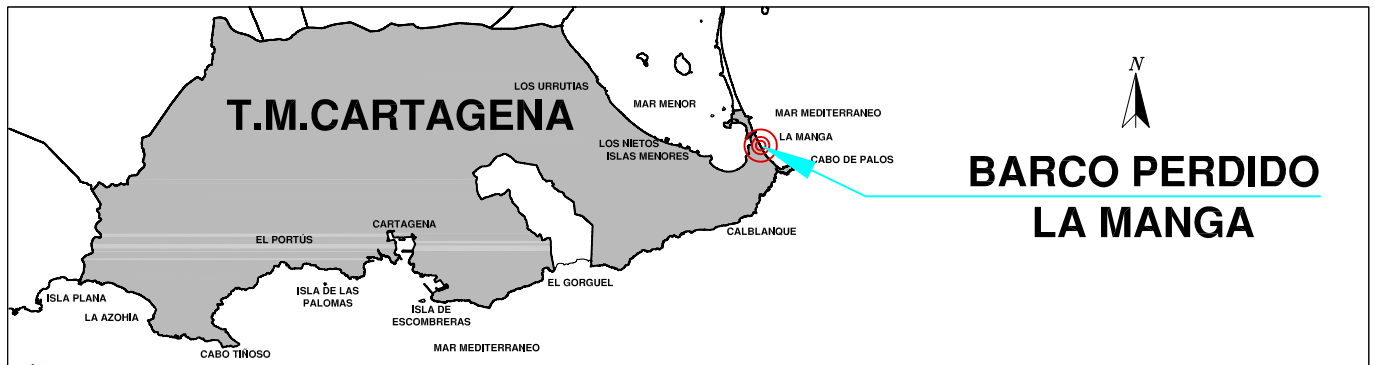 N
LOS URRUTIAS
T.M.CARTAGENA
MAR MENOR
MAR MEDITERRANEO
LA MANGA
LOS NIETOS
ISLAS MENORES
CABO DE PALOS
BARCO PERDIDO
LA MANGA
CARTAGENA
CALBLANQUE
EL PORTÚS
EL GORGUEL
ISLA PLANA
ISLA DE LAS
PALOMAS
LA AZOHIA
ISLA DE
ESCOMBRERAS
CABO TIÑOSO
MAR MEDITERRANEO